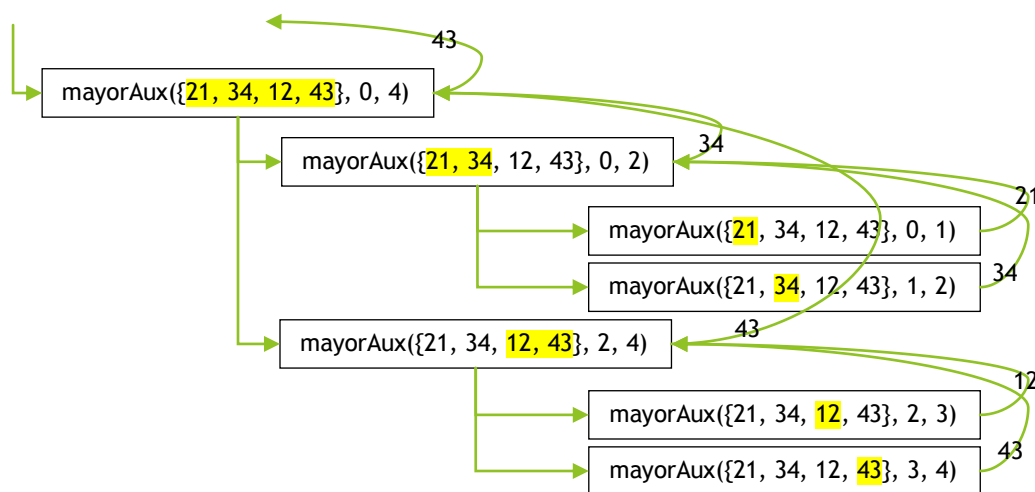 43
mayorAux({21, 34, 12, 43}, 0, 4)
34
mayorAux({21, 34, 12, 43}, 0, 2)
21
mayorAux({21, 34, 12, 43}, 0, 1)
mayorAux({21, 34, 12, 43}, 1, 2)
34
43
mayorAux({21, 34, 12, 43}, 2, 4)
12
mayorAux({21, 34, 12, 43}, 2, 3)
43
mayorAux({21, 34, 12, 43}, 3, 4)